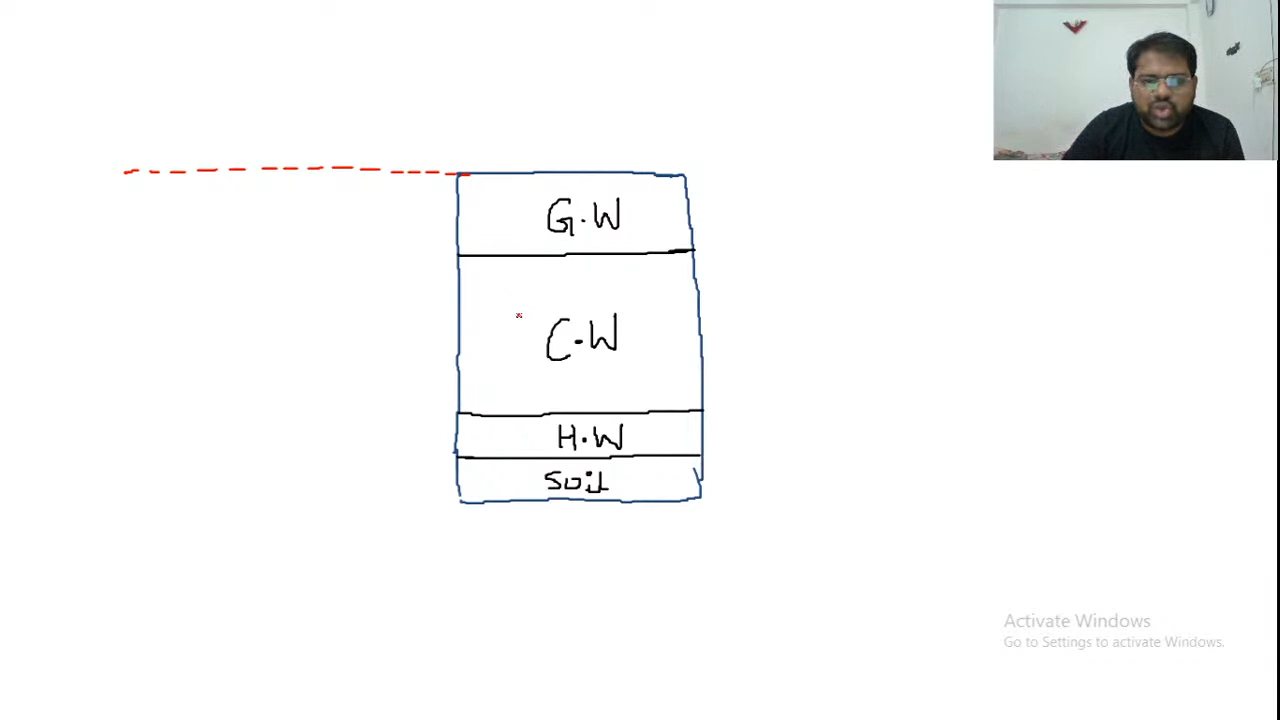 G.W
C.W
H.W
soil
Activate Windows
Go to Settings to activate Windows.